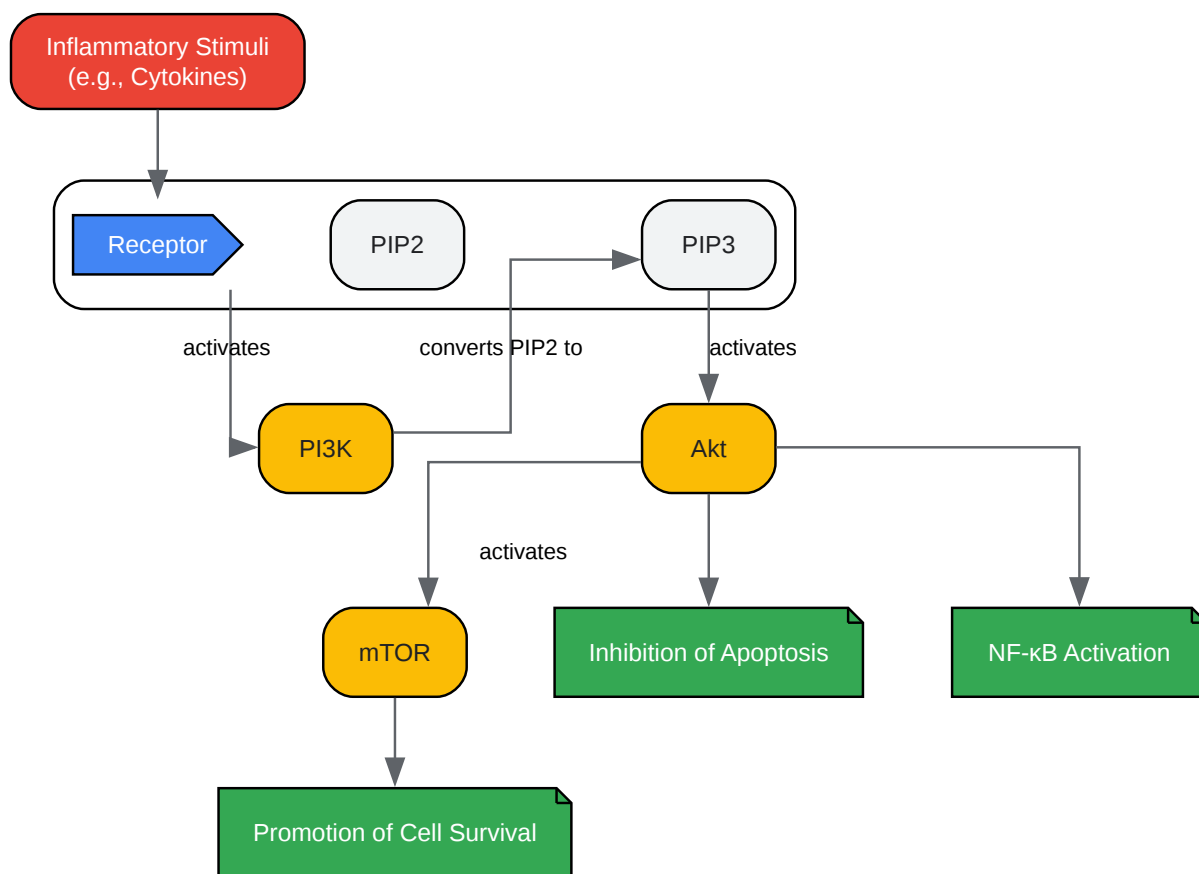 Inflammatory Stimuli
(e.g., Cytokines)
Receptor
PIP2
PIP3
activates
converts PIP2 to
activates
PI3K
Akt
activates
mTOR
Inhibition of Apoptosis
NF-κB Activation
Promotion of Cell Survival